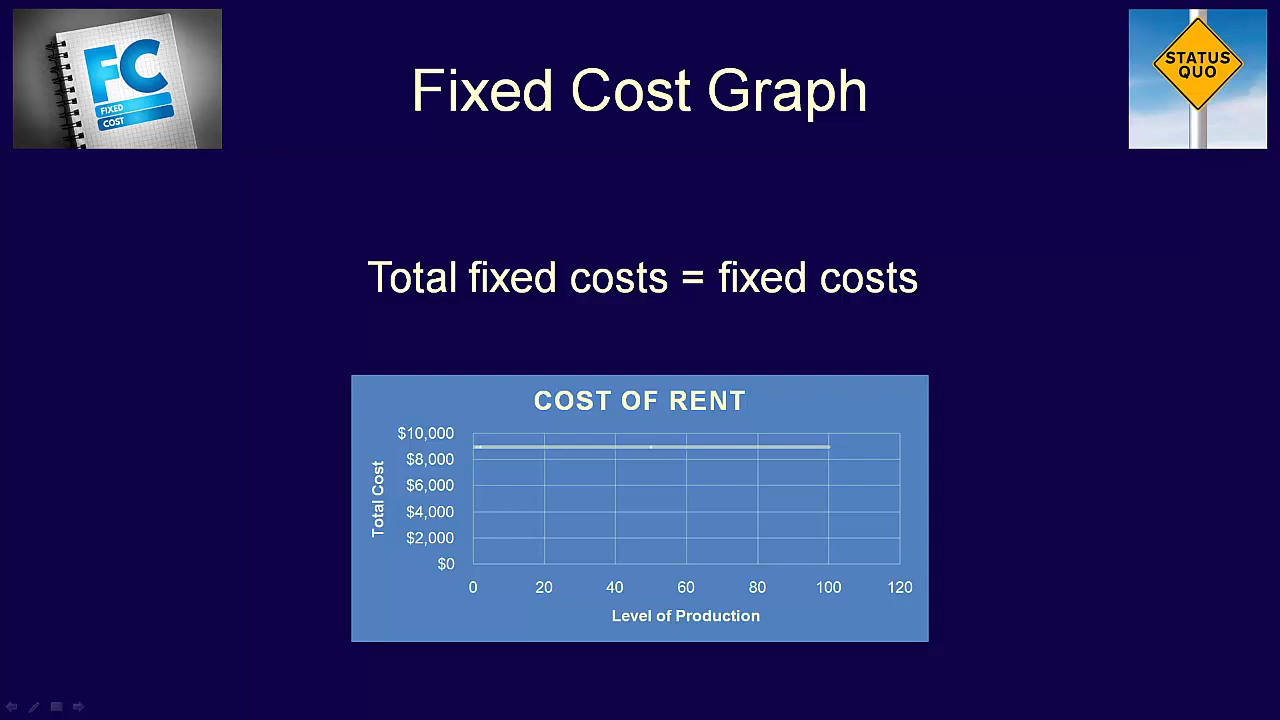 FC
FIXED
COST
Fixed Cost Graph
STATUS
QUO
Total fixed costs = fixed costs
COST OF RENT
Total Cost
$10,000
$8,000
$6,000
$4,000
$2,000
$0
0 20 40 60 80 100 120
Level of Production